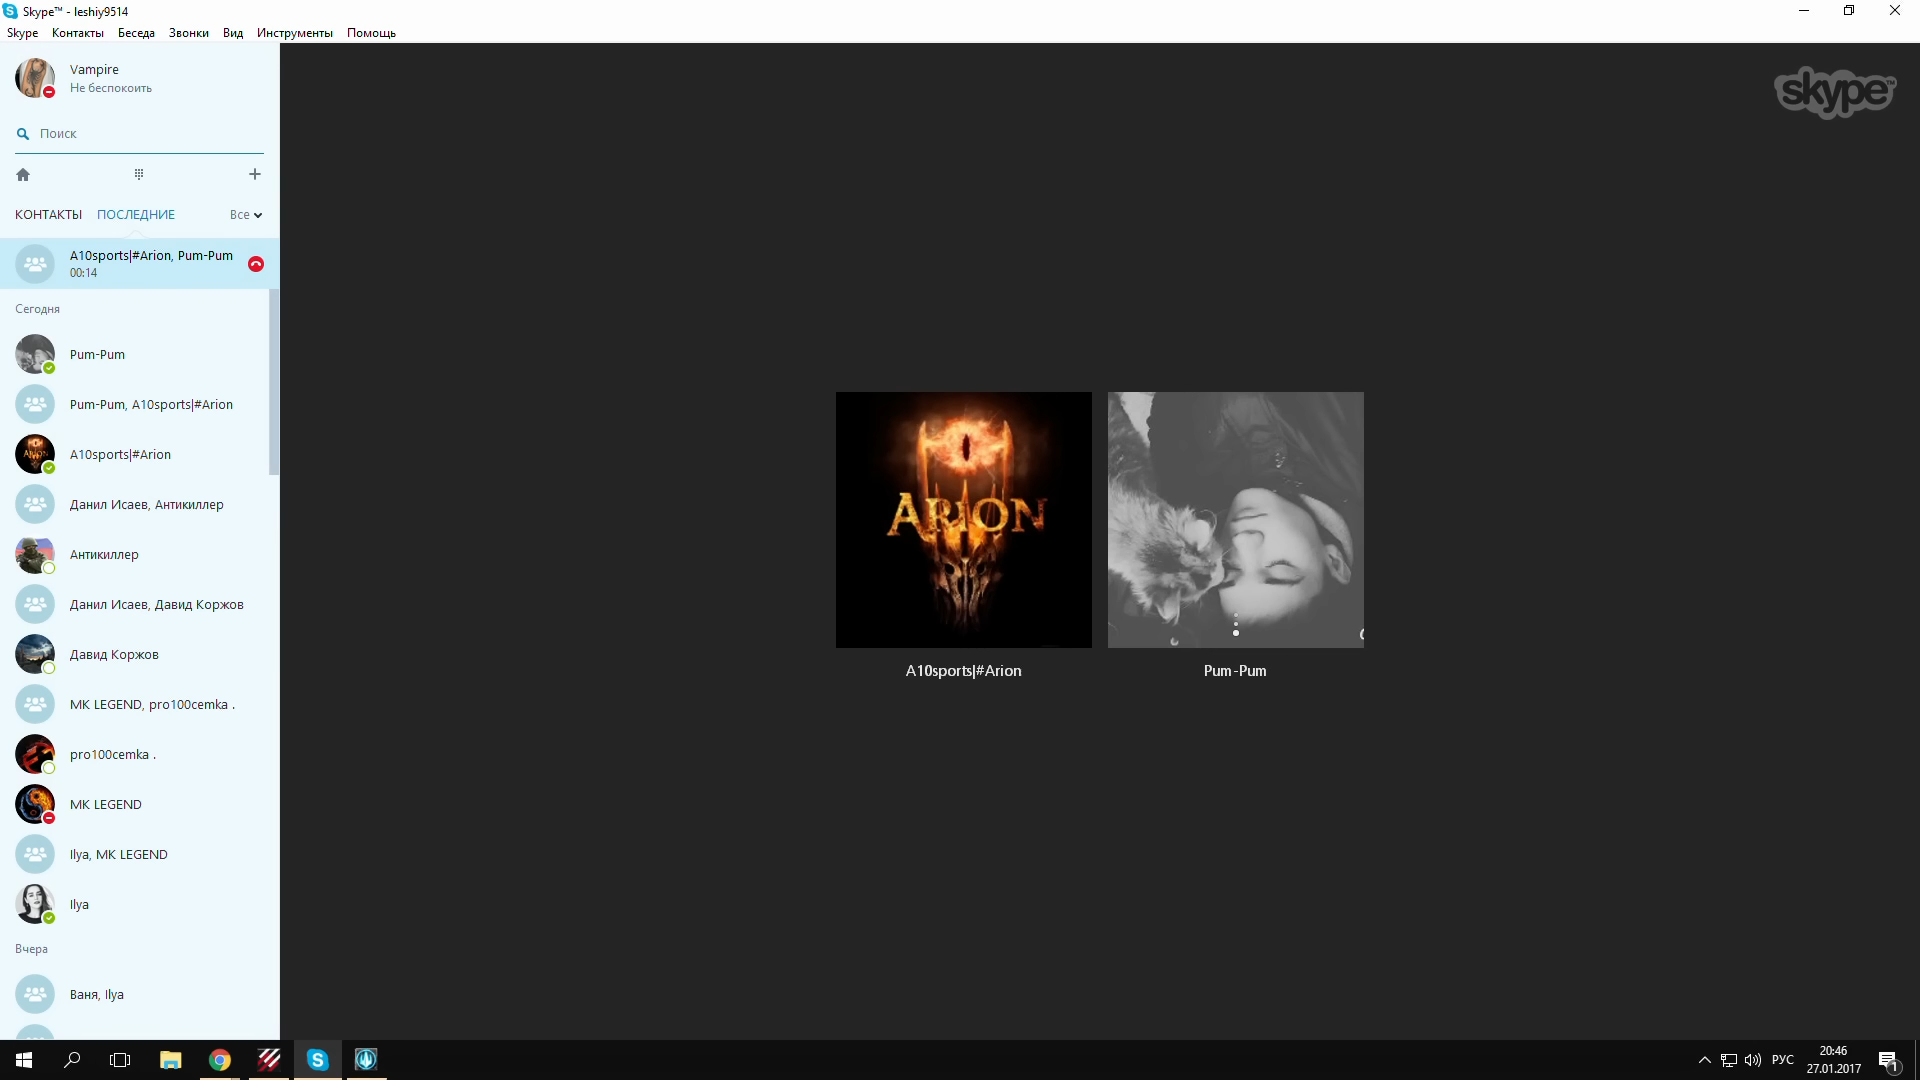 Skype™ - leshiy9514
Skype Контакты Беседа Звонки Вид Инструменты Помощь
Vampire
Не беспокоить
Поиск
КОНТАКТЫ ПОСЛЕДНИЕ Все
A10sports|#Arion, Pum-Pum
00:14
Сегодня
Pum-Pum
Pum-Pum, A10sports|#Arion
A10sports|#Arion
Данил Исаев, Антикиллер
Антикиллер
Данил Исаев, Давид Коржов
Давид Коржов
MK LEGEND, pro100cemka .
pro100cemka .
MK LEGEND
Ilya, MK LEGEND
Ilya
Вчера
Ваня, Ilya
skype™
ARION
A10sports|#Arion
Pum-Pum
РУС
20:46
27.01.2017
1